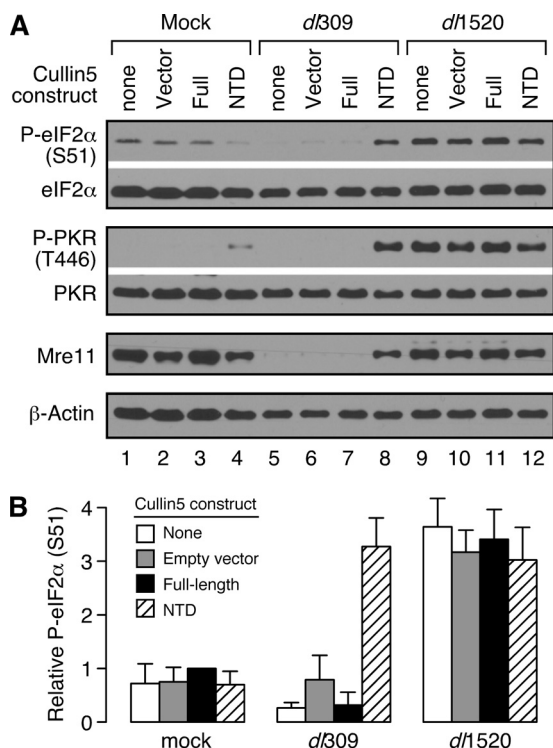 A
Mock dl309 dl1520
Cullin5
construct
none Vector Full NTD none Vector Full NTD none Vector Full NTD
P-eIF2α
(S51)
eIF2α
P-PKR
(T446)
PKR
Mre11
β-Actin
1 2 3 4 5 6 7 8 9 10 11 12
B
Cullin5 construct
None
Empty vector
Full-length
NTD
Relative P-eIF2α (S51)
4
3
2
1
0
mock dl309 dl1520